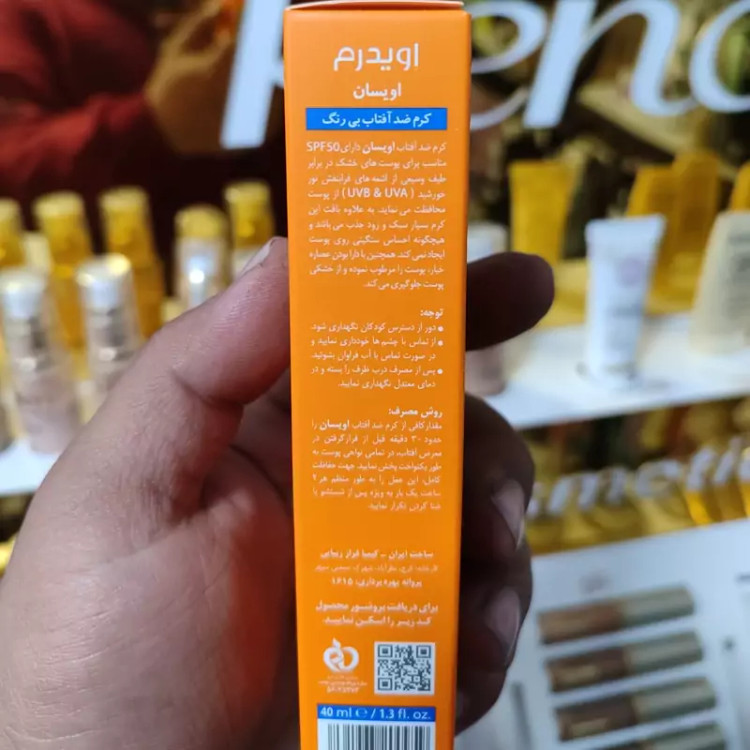 اویدرم
اویسان
کرم ضد آفتاب بی رنگ
کرم ضد آفتاب اویسان دارای SPF50
مناسب برای پوست های خشک در برابر
طیف وسیعی از اشعه های فرابنفش نور
خورشید ( UVB & UVA ) از پوست
محافظت می نماید. به علاوه بافت این
کرم بسیار سبک و زود جذب می باشد و
هیچگونه احساس سنگینی روی پوست
ایجاد نمی کند. همچنین با دارا بودن عصاره
خیار، پوست را مرطوب نموده و از خشکی
پوست جلوگیری می کند.
توجه:
● دور از دسترس کودکان نگهداری شود.
● از تماس با چشم ها خودداری نمایید و
در صورت تماس با آب فراوان بشوئید.
● پس از مصرف درب ظرف را بسته و در
دمای معتدل نگهداری نمایید.
روش مصرف:
مقدار کافی از کرم ضد آفتاب اویسان را
حدود ۳۰ دقیقه قبل از قرارگرفتن در
معرض آفتاب، در تمامی نواحی پوست به
طور یکنواخت پخش نمایید. جهت محافظت
کامل، این عمل را به طور منظم هر ۲
ساعت یک بار به ویژه پس از شستشو یا
شنا کردن تکرار نمایید.
ساخت ایران - کیمیا فراز زیبایی
کارخانه: کرج،
پروانه بهره برداری: ۱۶۱۵
برای دریافت بروشور محصول
کد زیر را اسکن نمایید.
40 ml ℮ / 1.3 fl. oz.